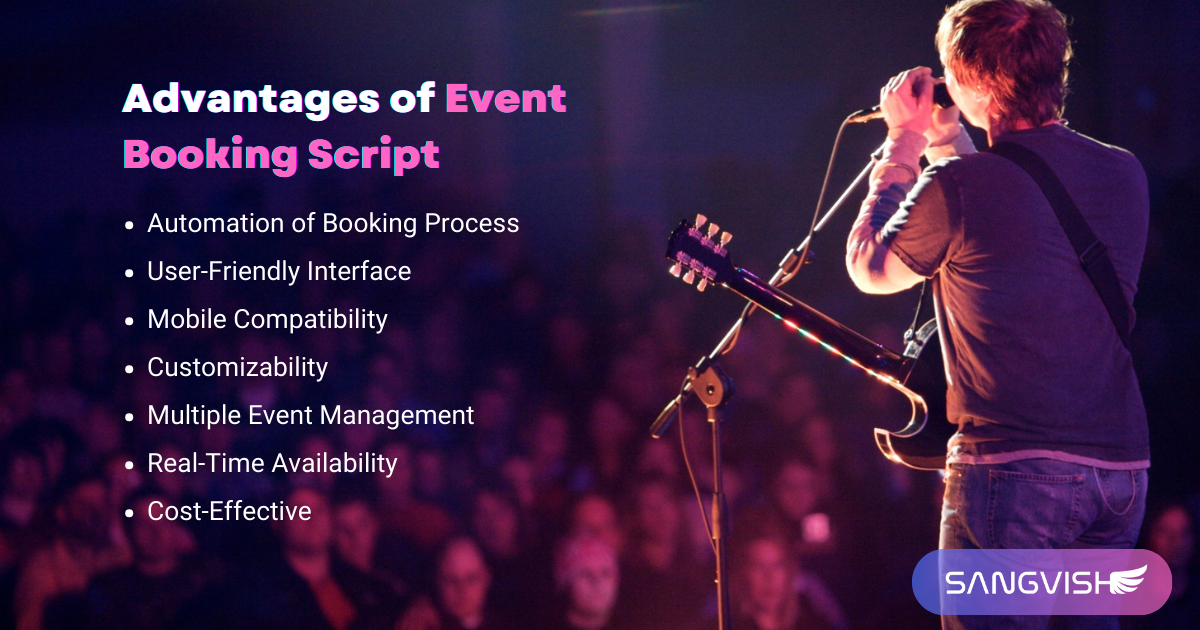 Advantages of Event
Booking Script
• Automation of Booking Process
• User-Friendly Interface
• Mobile Compatibility
• Customizability
• Multiple Event Management
• Real-Time Availability
• Cost-Effective
SANGVISH